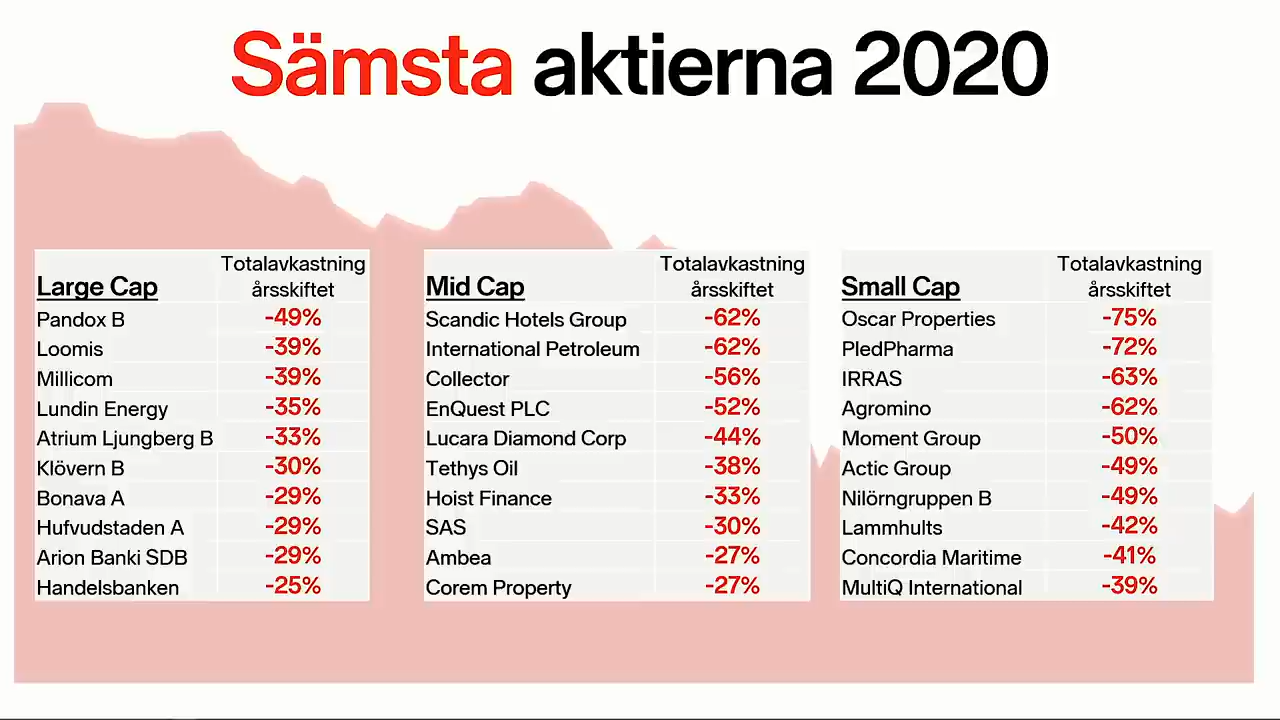 Sämsta aktierna 2020
Large Cap Totalavkastning årsskiftet
Pandox B -49%
Loomis -39%
Millicom -39%
Lundin Energy -35%
Atrium Ljungberg B -33%
Klövern B -30%
Bonava A -29%
Hufvudstaden A -29%
Arion Banki SDB -29%
Handelsbanken -25%
Mid Cap Totalavkastning årsskiftet
Scandic Hotels Group -62%
International Petroleum -62%
Collector -56%
EnQuest PLC -52%
Lucara Diamond Corp -44%
Tethys Oil -38%
Hoist Finance -33%
SAS -30%
Ambea -27%
Corem Property -27%
Small Cap Totalavkastning årsskiftet
Oscar Properties -75%
PledPharma -72%
IRRAS -63%
Agromino -62%
Moment Group -50%
Actic Group -49%
Nilörngruppen B -49%
Lammhults -42%
Concordia Maritime -41%
MultiQ International -39%